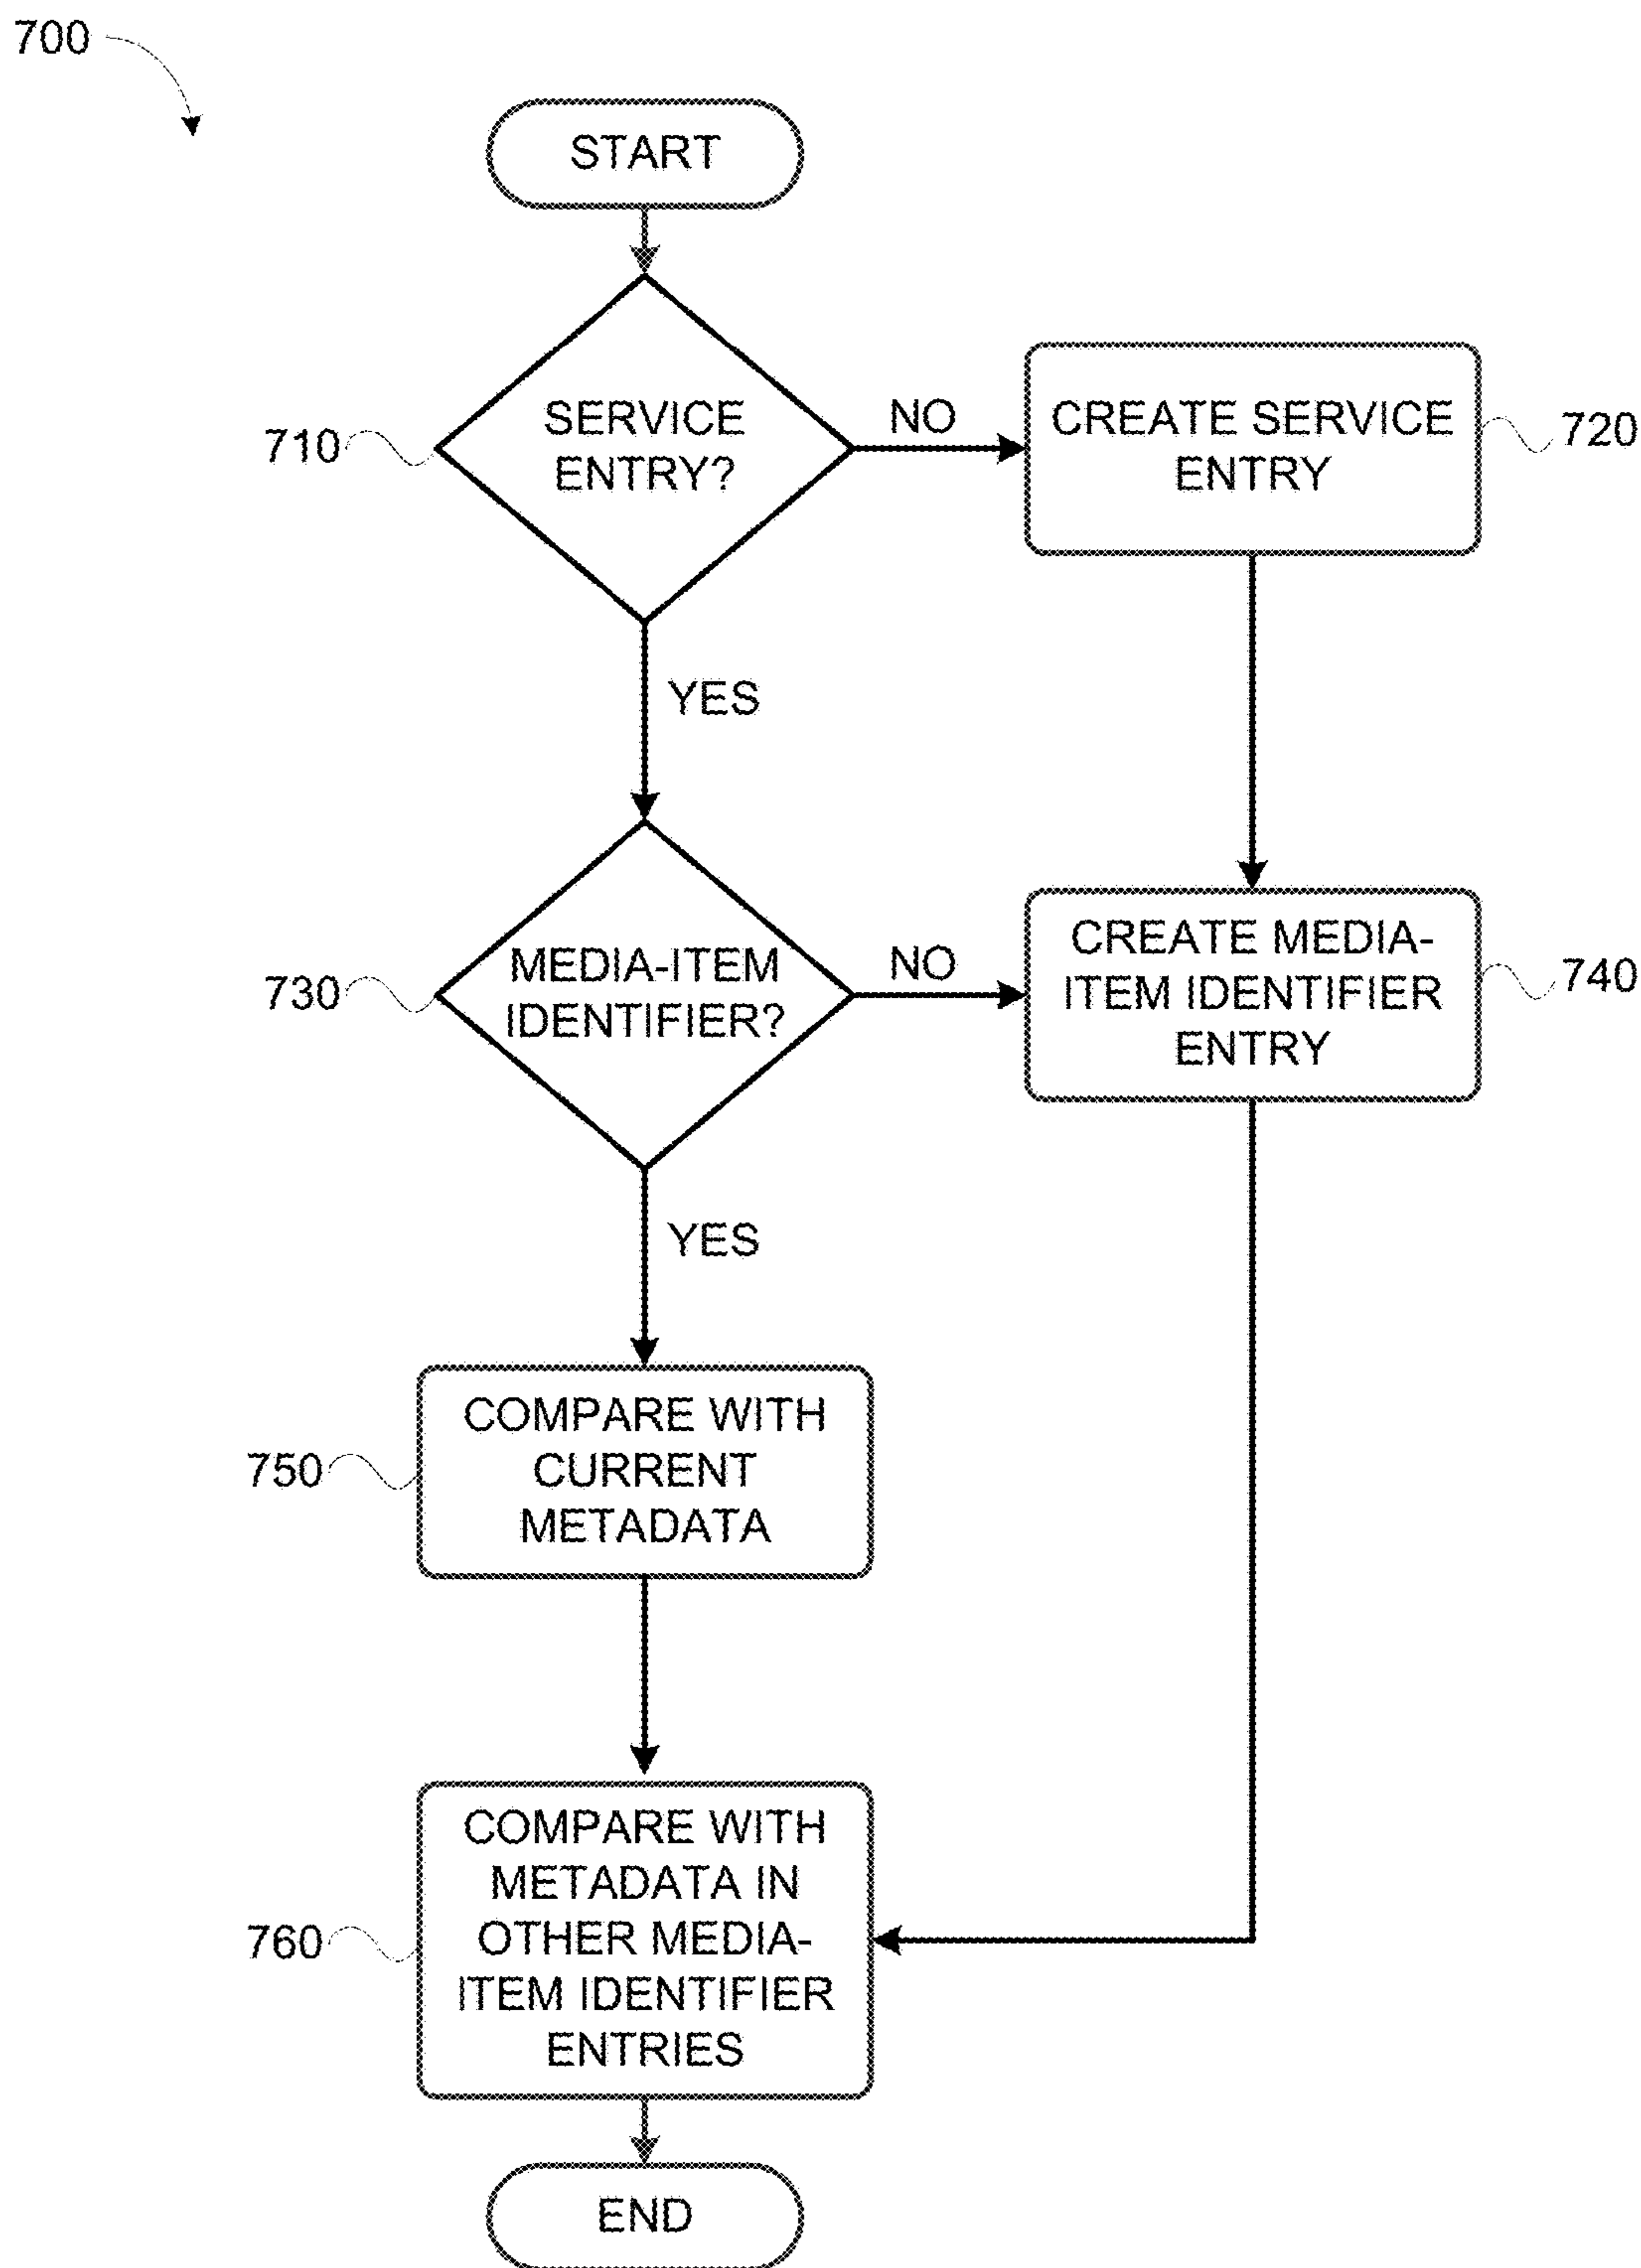 700
START
SERVICE
ENTRY?
710
NO
CREATE SERVICE
ENTRY
720
YES
MEDIA-ITEM
IDENTIFIER?
730
NO
CREATE MEDIA-
ITEM IDENTIFIER
ENTRY
740
YES
COMPARE WITH
CURRENT
METADATA
750
COMPARE WITH
METADATA IN
OTHER MEDIA-
ITEM IDENTIFIER
ENTRIES
760
END